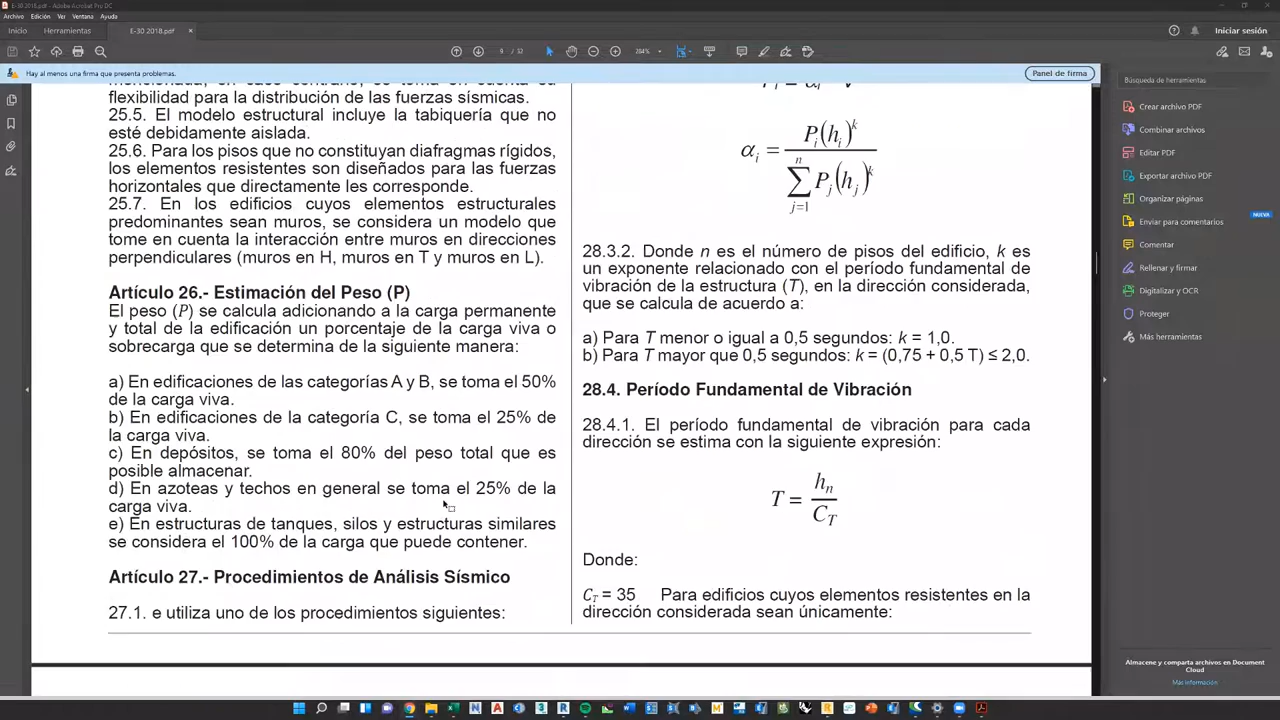 E-30 2018.pdf - Adobe Acrobat Pro DC
Archivo Edición Ver Ventana Ayuda
Inicio Herramientas E-30 2018.pdf × Iniciar sesión
9 / 32 284%
Hay al menos una firma que presenta problemas. Panel de firma
flexibilidad para la distribución de las fuerzas sísmicas.
25.5. El modelo estructural incluye la tabiquería que no
esté debidamente aislada.
25.6. Para los pisos que no constituyan diafragmas rígidos,
los elementos resistentes son diseñados para las fuerzas
horizontales que directamente les corresponde.
25.7. En los edificios cuyos elementos estructurales
predominantes sean muros, se considera un modelo que
tome en cuenta la interacción entre muros en direcciones
perpendiculares (muros en H, muros en T y muros en L).
Artículo 26.- Estimación del Peso (P)
El peso (P) se calcula adicionando a la carga permanente
y total de la edificación un porcentaje de la carga viva o
sobrecarga que se determina de la siguiente manera:
a) En edificaciones de las categorías A y B, se toma el 50%
de la carga viva.
b) En edificaciones de la categoría C, se toma el 25% de
la carga viva.
c) En depósitos, se toma el 80% del peso total que es
posible almacenar.
d) En azoteas y techos en general se toma el 25% de la
carga viva.
e) En estructuras de tanques, silos y estructuras similares
se considera el 100% de la carga que puede contener.
Artículo 27.- Procedimientos de Análisis Sísmico
27.1. e utiliza uno de los procedimientos siguientes:
α_i = P_i(h_i)^k / ∑_{j=1}^{n} P_j(h_j)^k
28.3.2. Donde n es el número de pisos del edificio, k es
un exponente relacionado con el período fundamental de
vibración de la estructura (T), en la dirección considerada,
que se calcula de acuerdo a:
a) Para T menor o igual a 0,5 segundos: k = 1,0.
b) Para T mayor que 0,5 segundos: k = (0,75 + 0,5 T) ≤ 2,0.
28.4. Período Fundamental de Vibración
28.4.1. El período fundamental de vibración para cada
dirección se estima con la siguiente expresión:
T = h_n / C_T
Donde:
C_T = 35 Para edificios cuyos elementos resistentes en la
dirección considerada sean únicamente:
Búsqueda de herramientas
Crear archivo PDF
Combinar archivos
Editar PDF
Exportar archivo PDF
Organizar páginas
Enviar para comentarios NUEVA
Comentar
Rellenar y firmar
Digitalizar y OCR
Proteger
Más herramientas
Almacene y comparta archivos en Document
Cloud
Más información